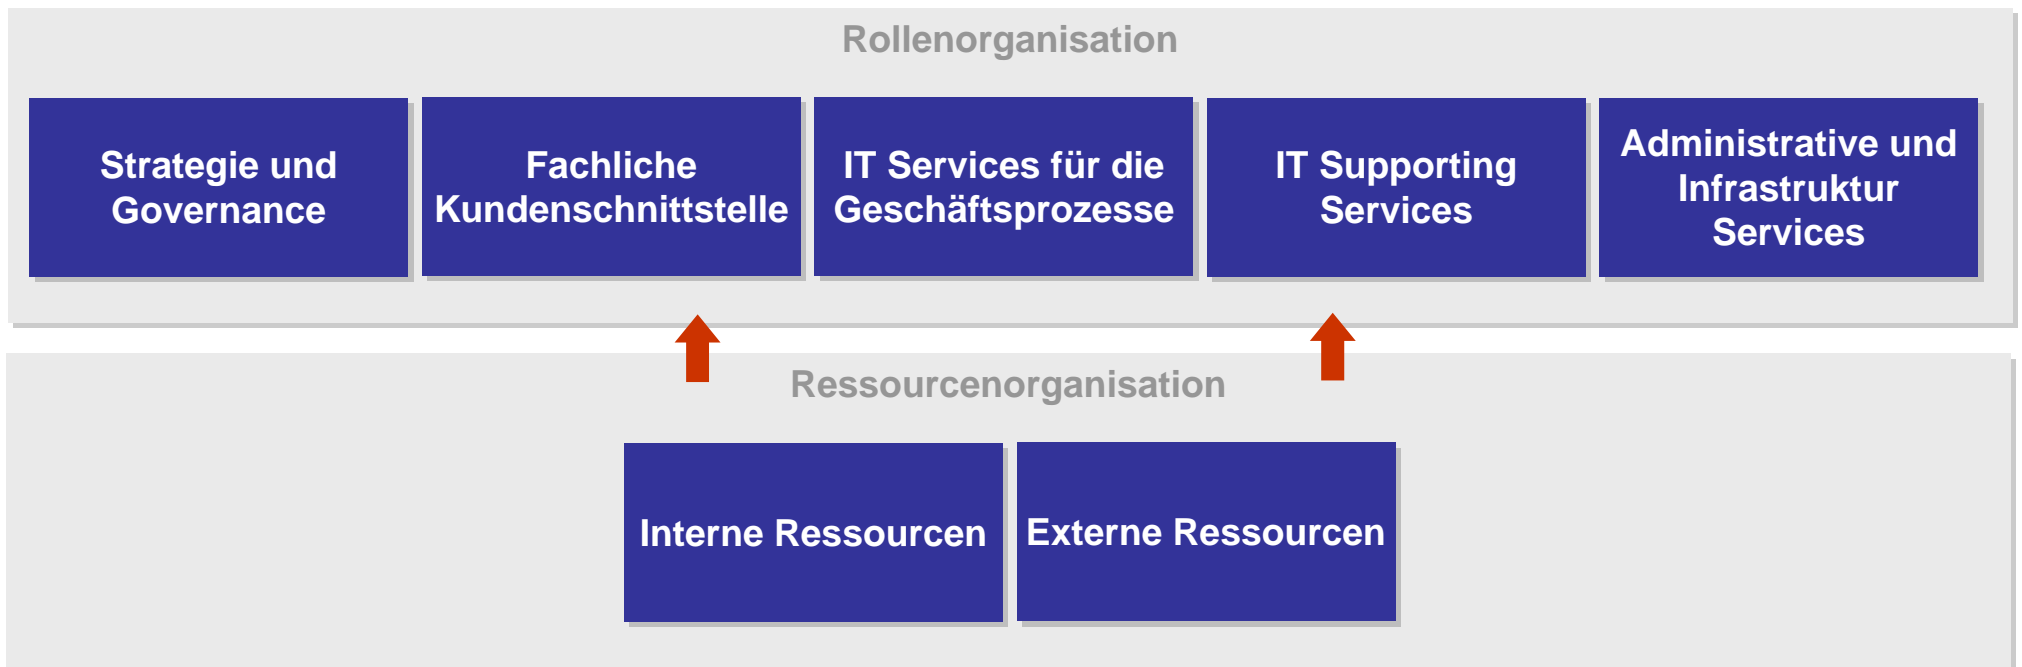 Rollenorganisation
Strategie und
Governance
Fachliche
Kundenschnittstelle
IT Services für die
Geschäftsprozesse
IT Supporting
Services
Administrative und
Infrastruktur
Services
Ressourcenorganisation
Interne Ressourcen
Externe Ressourcen